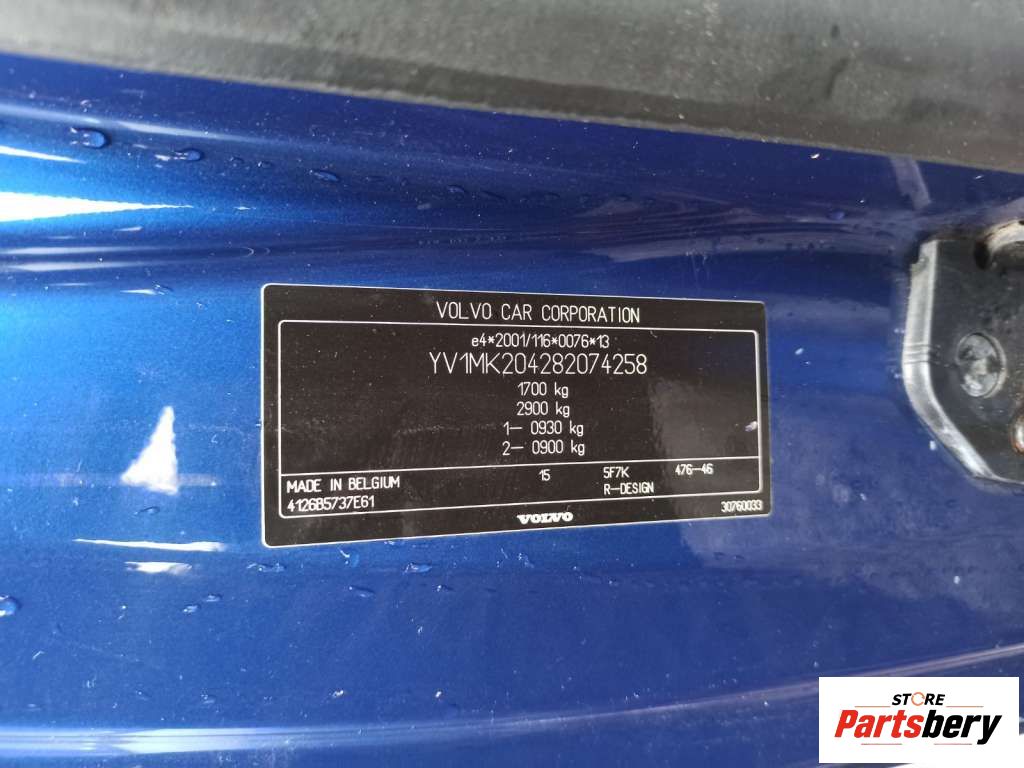 VOLVO CAR CORPORATION
e4*2001/116*0076*13
YV1MK204282074258
1700 kg
2900 kg
1– 0930 kg
2– 0900 kg
MADE IN BELGIUM 15 5F7K 476–46
4126B5737E61 R–DESIGN 30760033
VOLVO
STORE
Partsbery